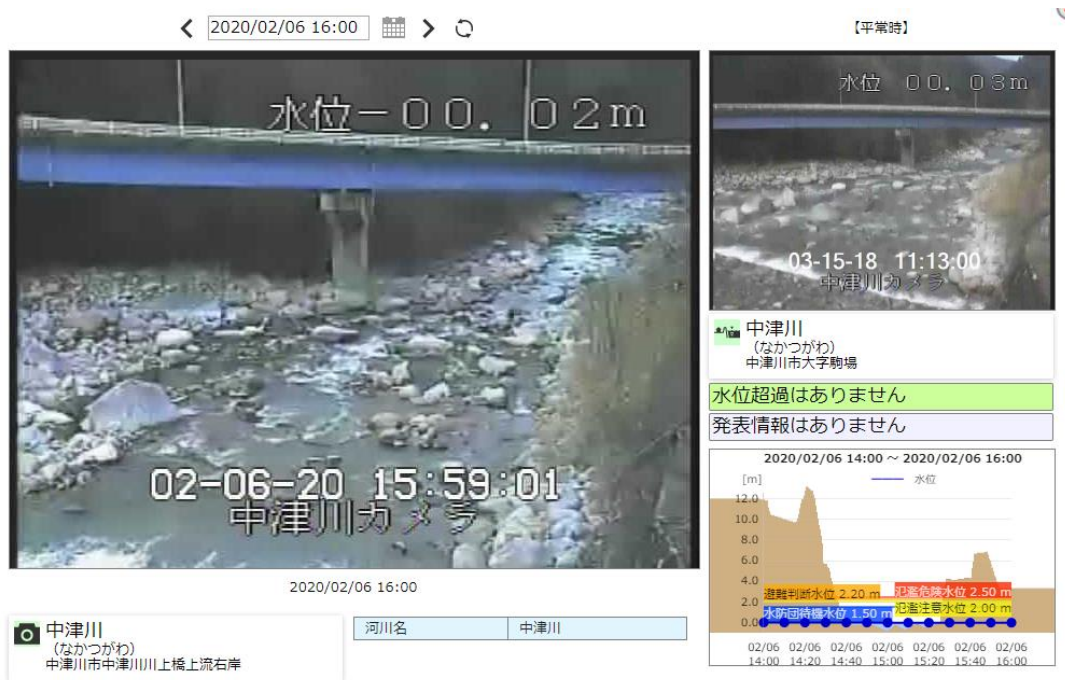 2020/02/06 16:00
【平常時】
水位-00.02m
02-06-20 15:59:01
中津川カメラ
2020/02/06 16:00
中津川
(なかつがわ)
中津川市中津川川上橋上流右岸
河川名 中津川
水位 00.03m
03-15-18 11:13:00
中津川カメラ
中津川
(なかつがわ)
中津川市大字駒場
水位超過はありません
発表情報はありません
2020/02/06 14:00 ~ 2020/02/06 16:00
[m] 水位
12.0
10.0
8.0
6.0
4.0
2.0
0.0
避難判断水位 2.20 m
氾濫危険水位 2.50 m
水防団待機水位 1.50 m
氾濫注意水位 2.00 m
02/06 02/06 02/06 02/06 02/06 02/06 02/06
14:00 14:20 14:40 15:00 15:20 15:40 16:00